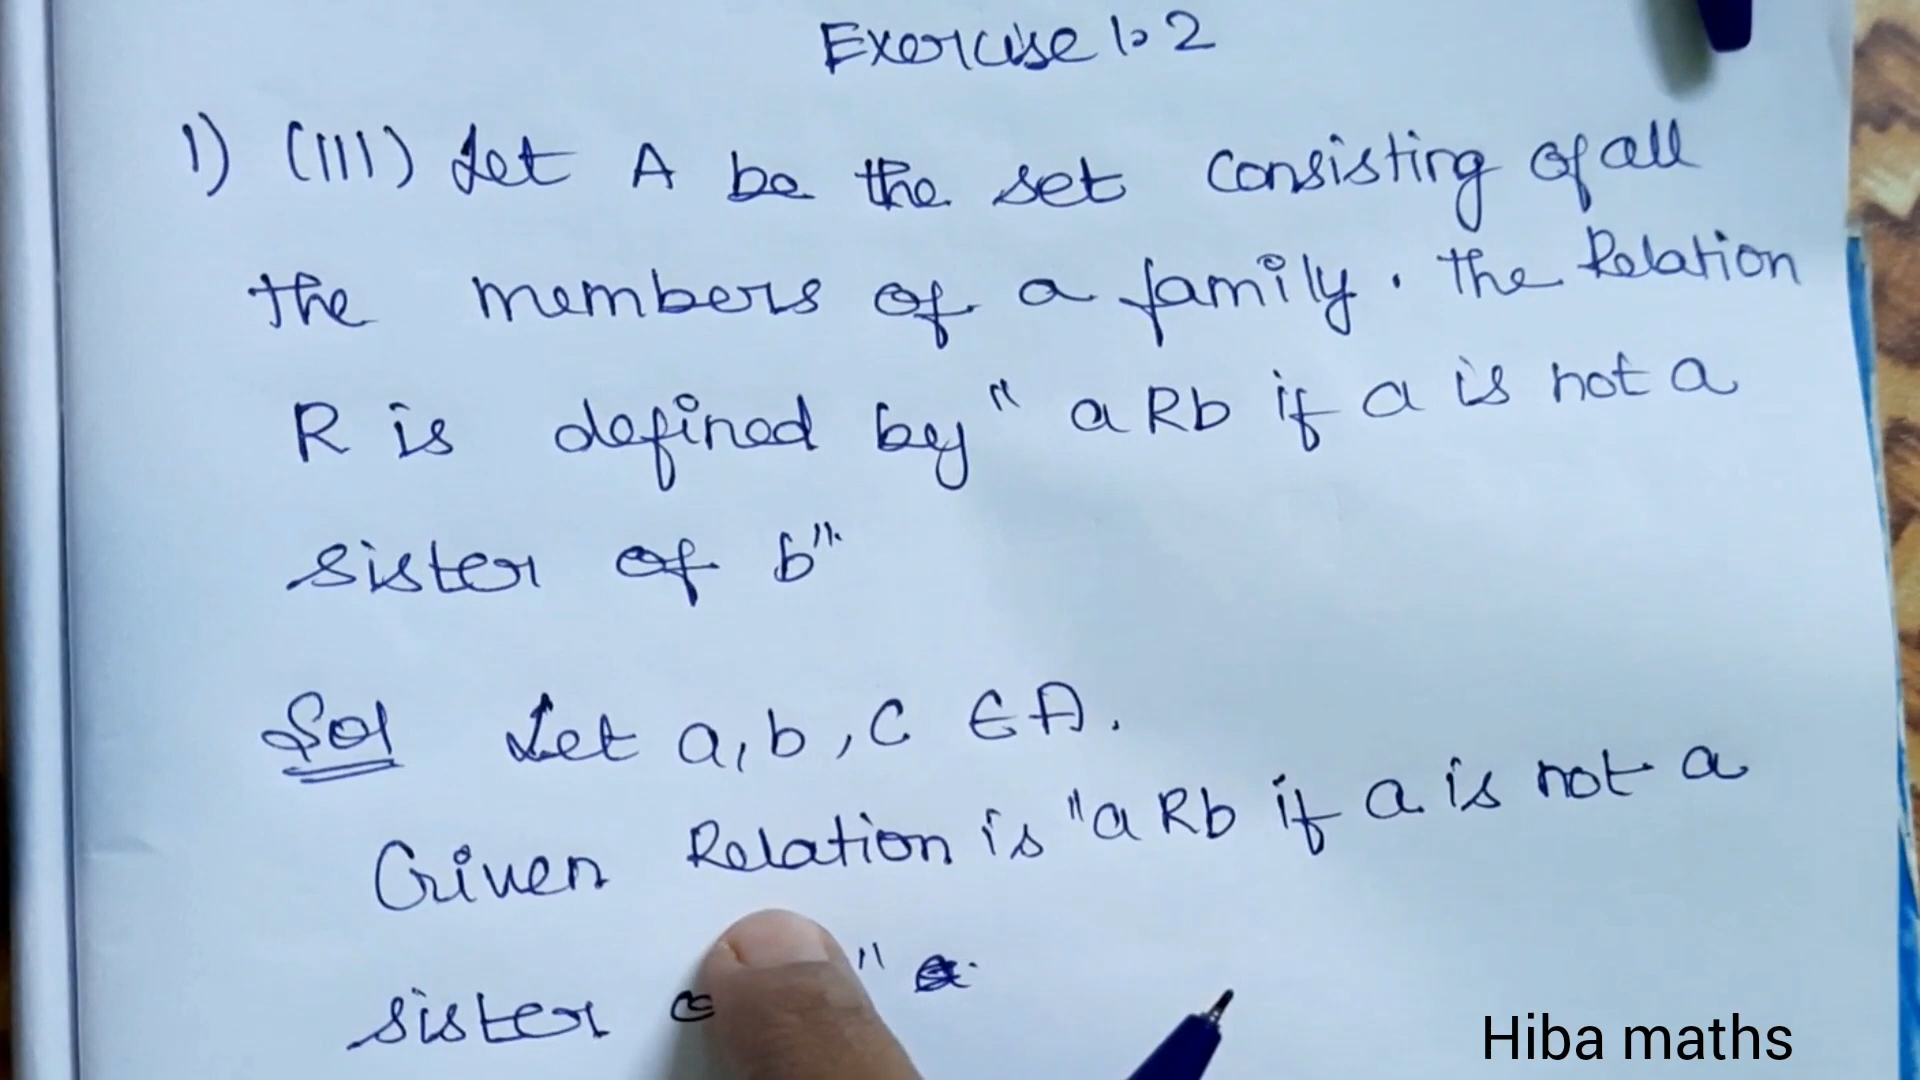 Exercise 1.2
1) (III) Let A be the set consisting of all
the members of a family. the Relation
R is defined by "aRb if a is not a
sister of b".
Sol Let a, b, c ∈ A.
Given Relation is "aRb if a is not a
sister "
Hiba maths